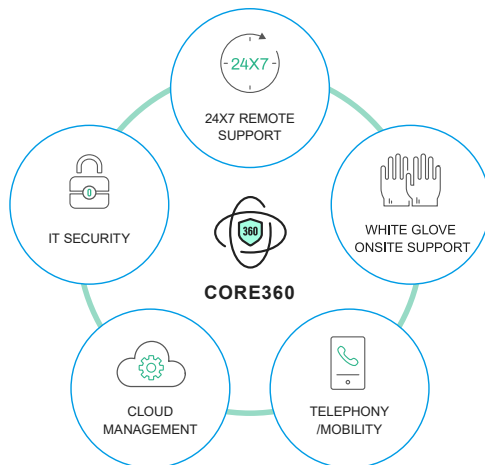 24X7
24X7 REMOTE
SUPPORT
IT SECURITY
0
WHITE GLOVE
ONSITE SUPPORT
360
CORE360
CLOUD
MANAGEMENT
TELEPHONY
/MOBILITY